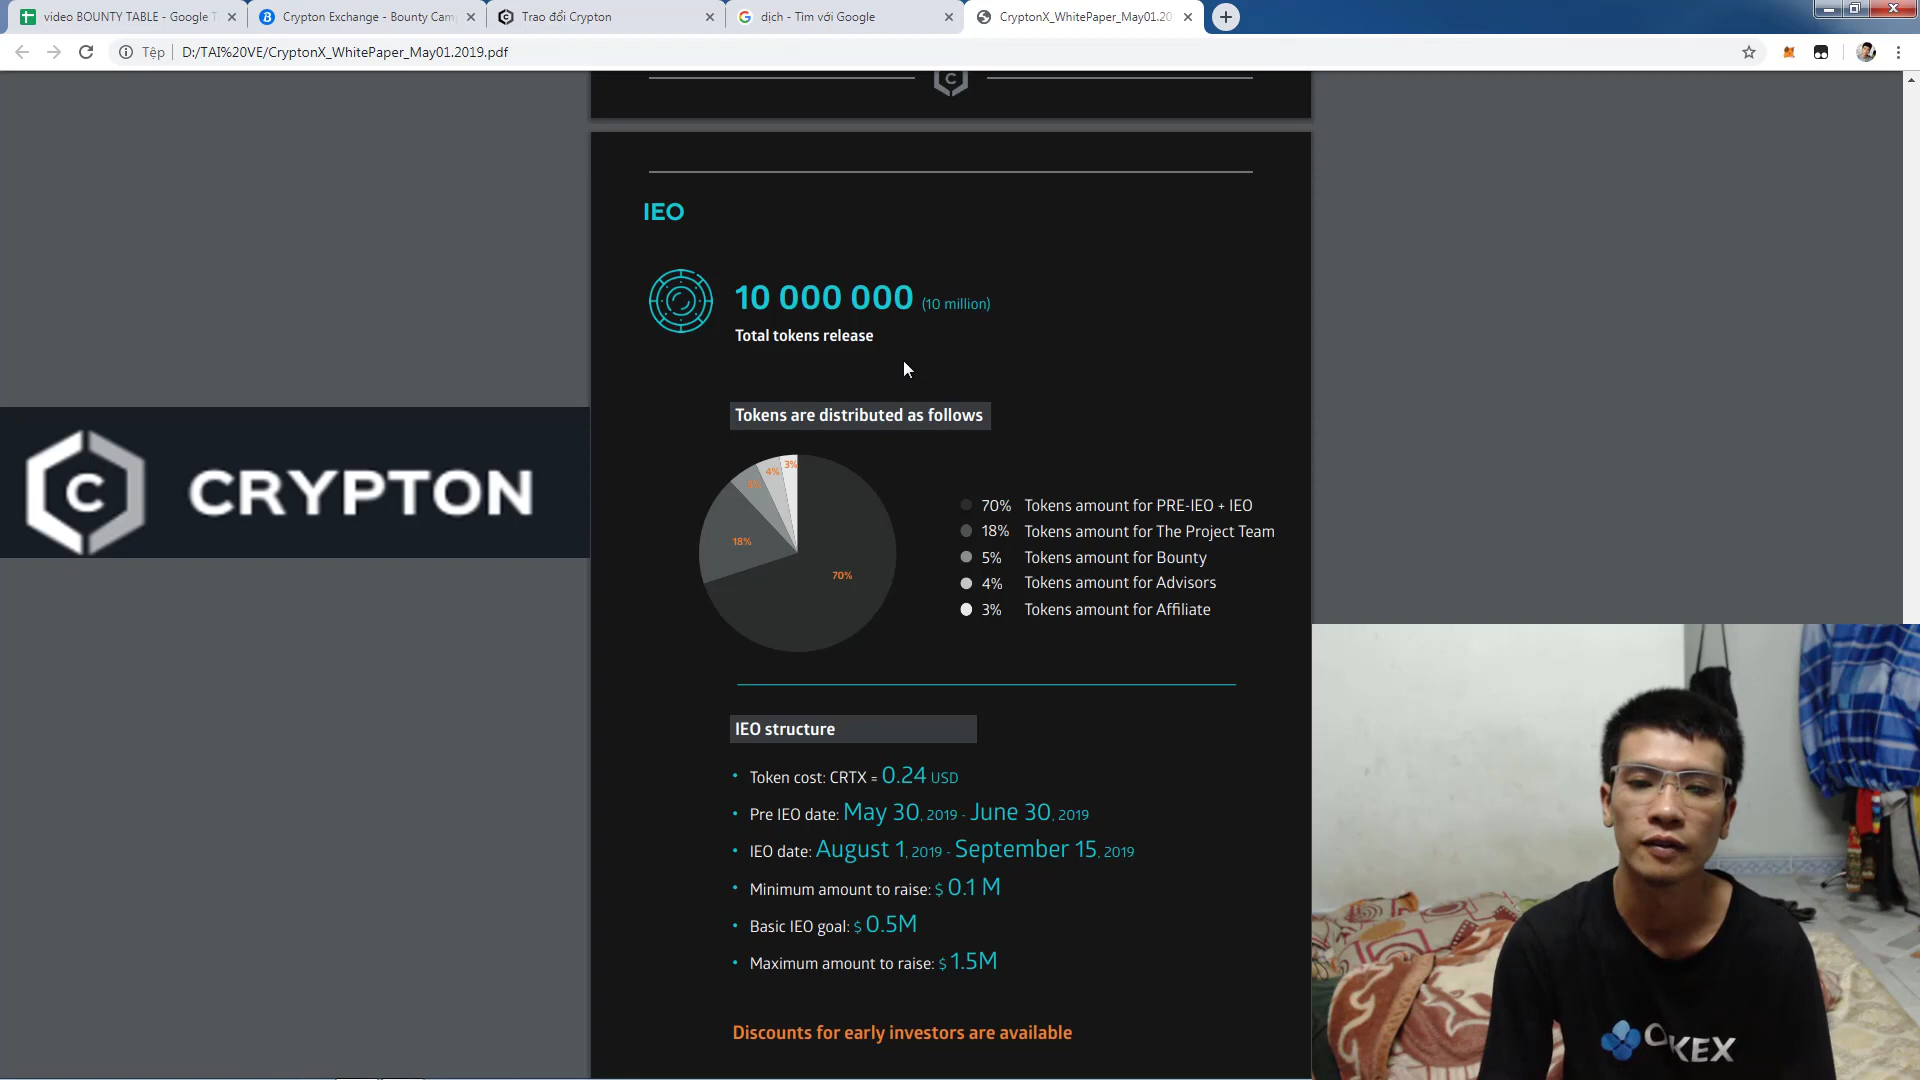 video BOUNTY TABLE - Google T
Crypton Exchange - Bounty Cam
Trao đổi Crypton
dịch - Tìm với Google
CryptonX_WhitePaper_May01.20
Tệp
D:/TAI%20VE/CryptonX_WhitePaper_May01.2019.pdf
C
IEO
10 000 000 (10 million)
Total tokens release
Tokens are distributed as follows
3%
4%
5%
18%
70%
70% Tokens amount for PRE-IEO + IEO
18% Tokens amount for The Project Team
5% Tokens amount for Bounty
4% Tokens amount for Advisors
3% Tokens amount for Affiliate
C CRYPTON
IEO structure
• Token cost: CRTX = 0.24 USD
• Pre IEO date: May 30, 2019 - June 30, 2019
• IEO date: August 1, 2019 - September 15, 2019
• Minimum amount to raise: $ 0.1 M
• Basic IEO goal: $ 0.5M
• Maximum amount to raise: $ 1.5M
Discounts for early investors are available
OKEX